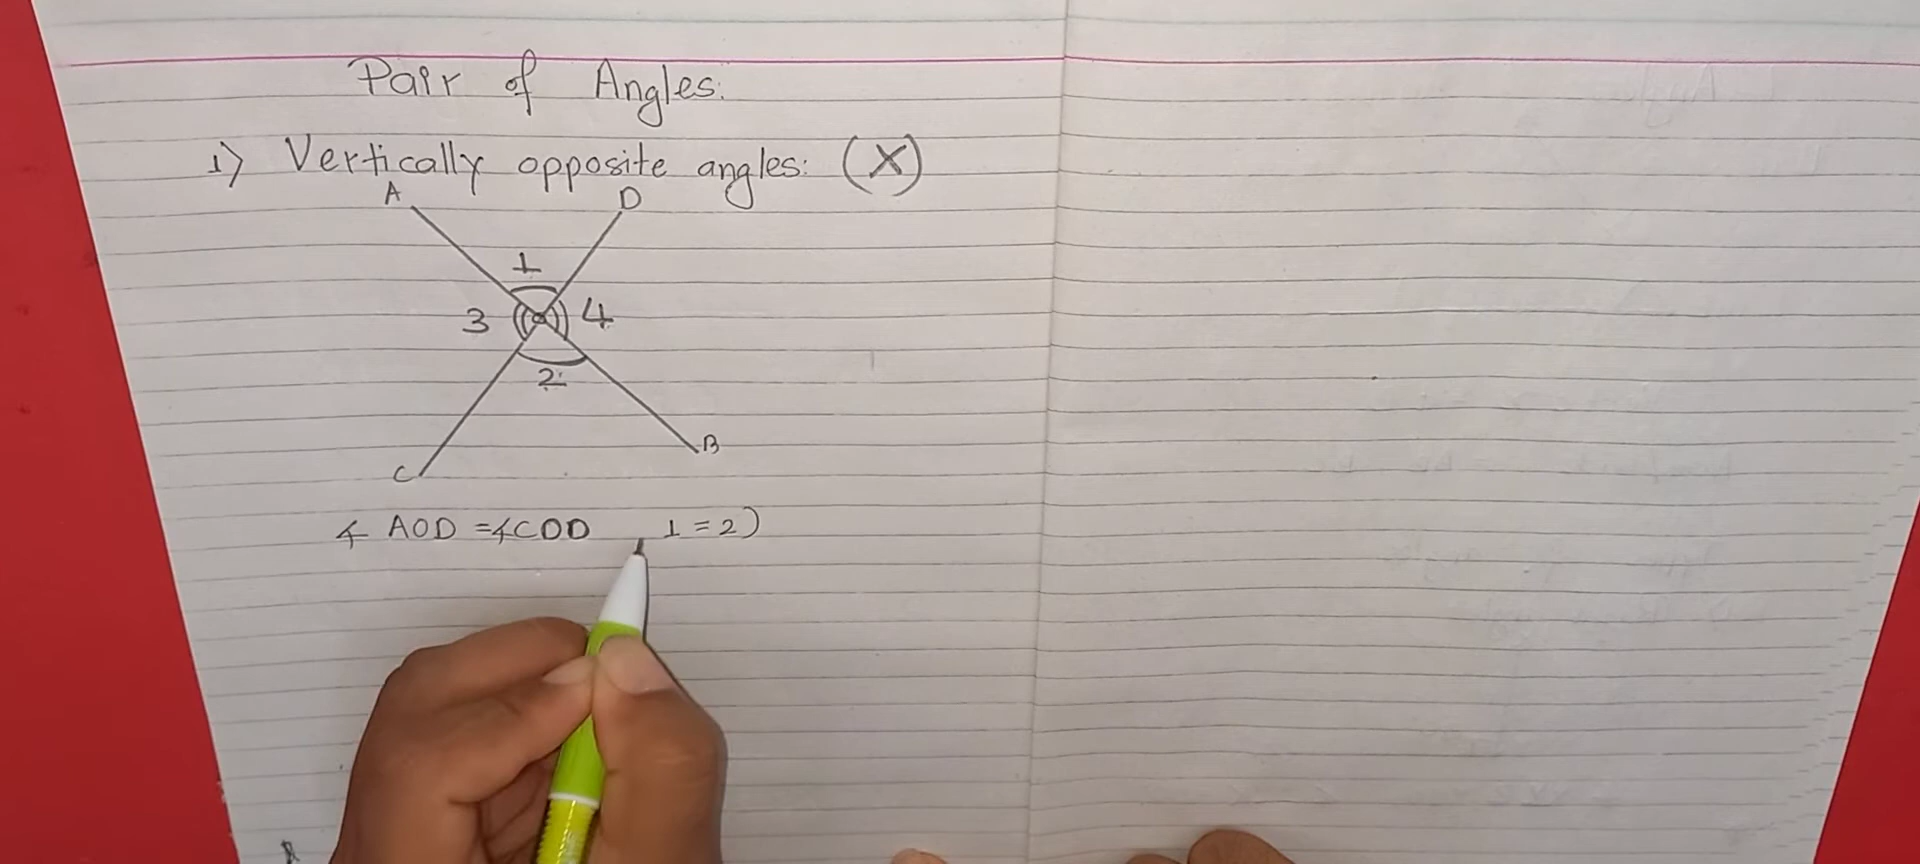 Pair of Angles:
1) Vertically opposite angles: (X)
A D
1
3 4
2
B
C
∡ AOD = ∡COD 1 = 2)